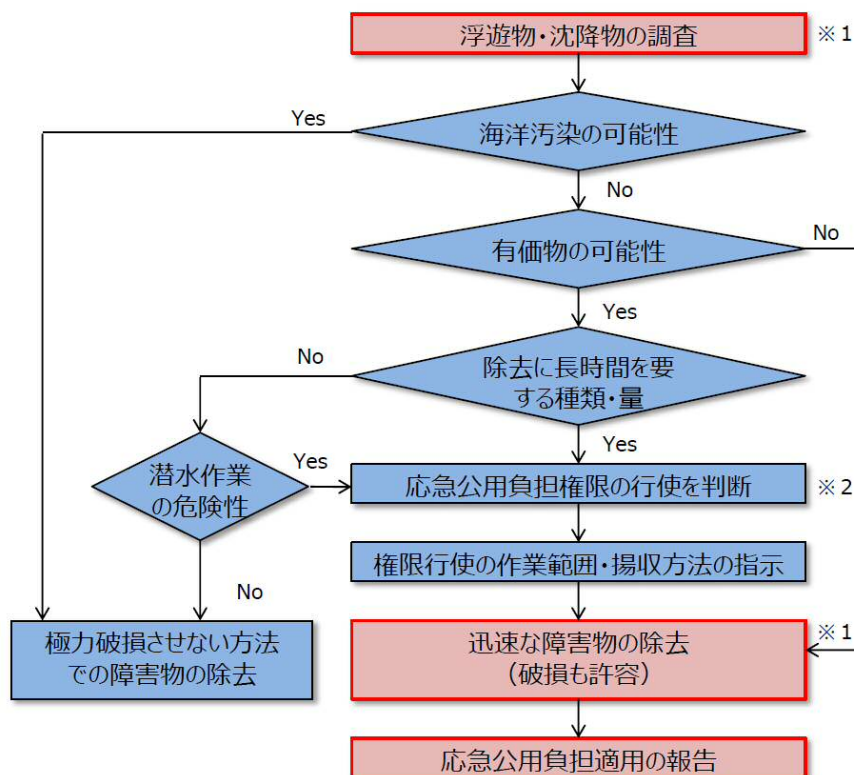 浮遊物・沈降物の調査
※1
Yes
海洋汚染の可能性
No
有価物の可能性
No
Yes
No
除去に長時間を要
する種類・量
Yes
潜水作業
の危険性
Yes
応急公用負担権限の行使を判断
※2
権限行使の作業範囲・揚収方法の指示
No
極力破損させない方法
での障害物の除去
迅速な障害物の除去
（破損も許容）
※1
応急公用負担適用の報告